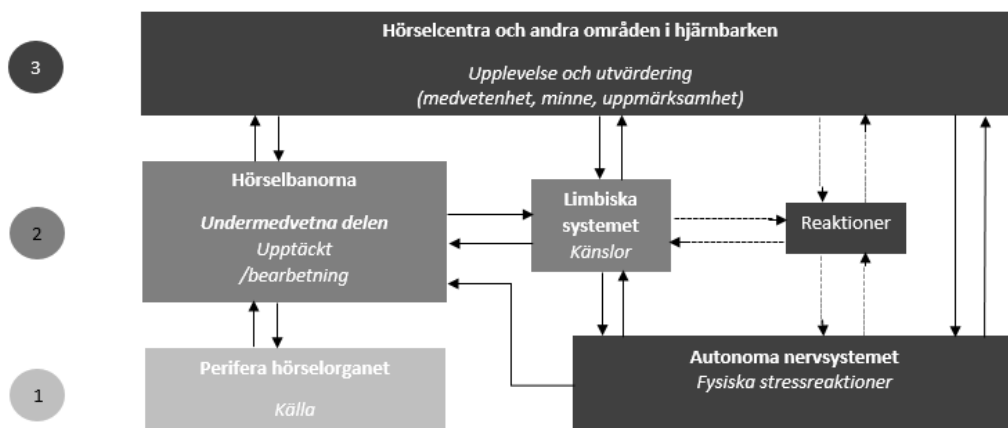 3
Hörselcentra och andra områden i hjärnbarken
Upplevelse och utvärdering
(medvetenhet, minne, uppmärksamhet)
2
Hörselbanorna
Undermedvetna delen
Upptäckt
/bearbetning
Limbiska
systemet
Känslor
Reaktioner
1
Perifera hörselorganet
Källa
Autonoma nervsystemet
Fysiska stressreaktioner